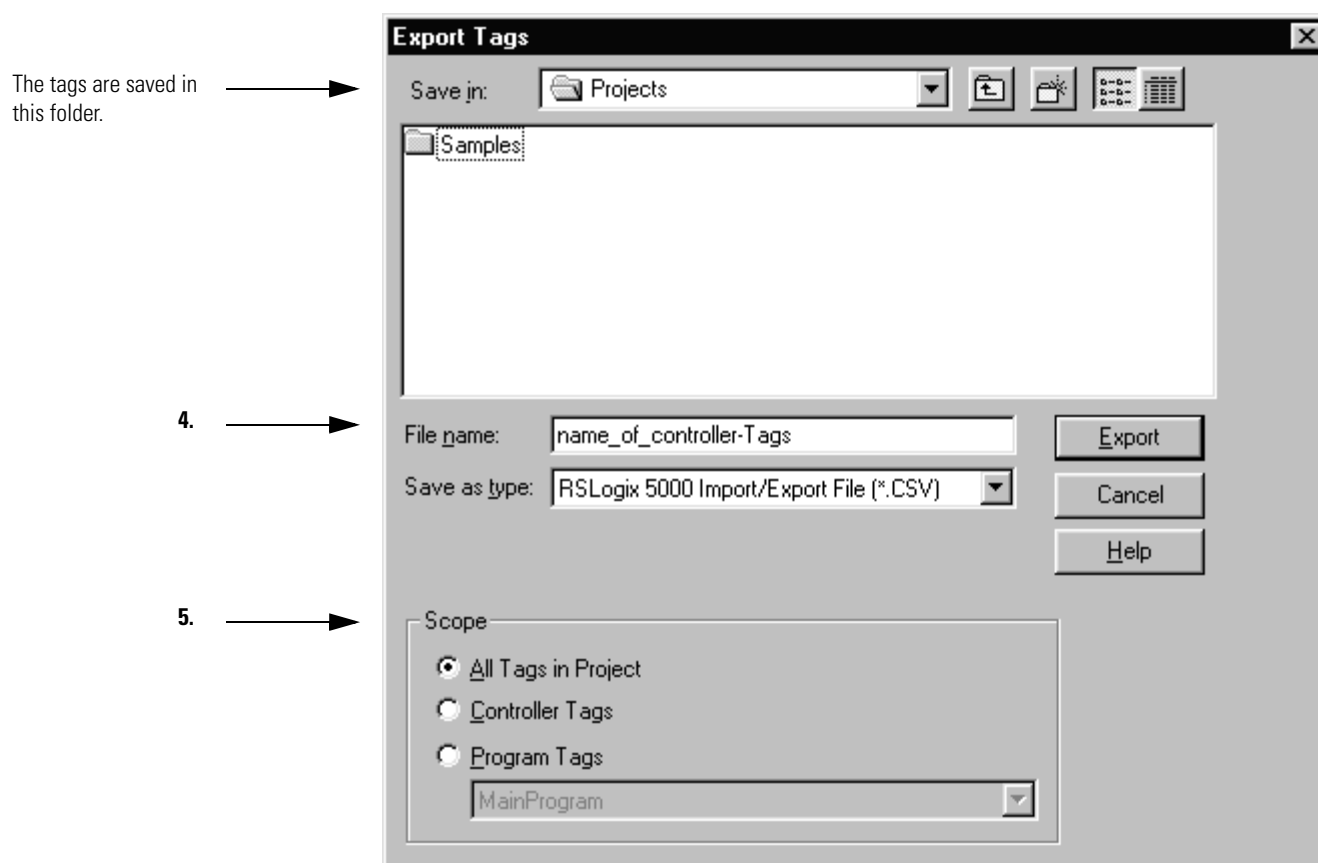 Export Tags
The tags are saved in
this folder.
Save in:
Projects
Samples
4.
File name:
name_of_controller-Tags
Export
Save as type:
RSLogix 5000 Import/Export File (*.CSV)
Cancel
Help
5.
Scope
All Tags in Project
Controller Tags
Program Tags
MainProgram